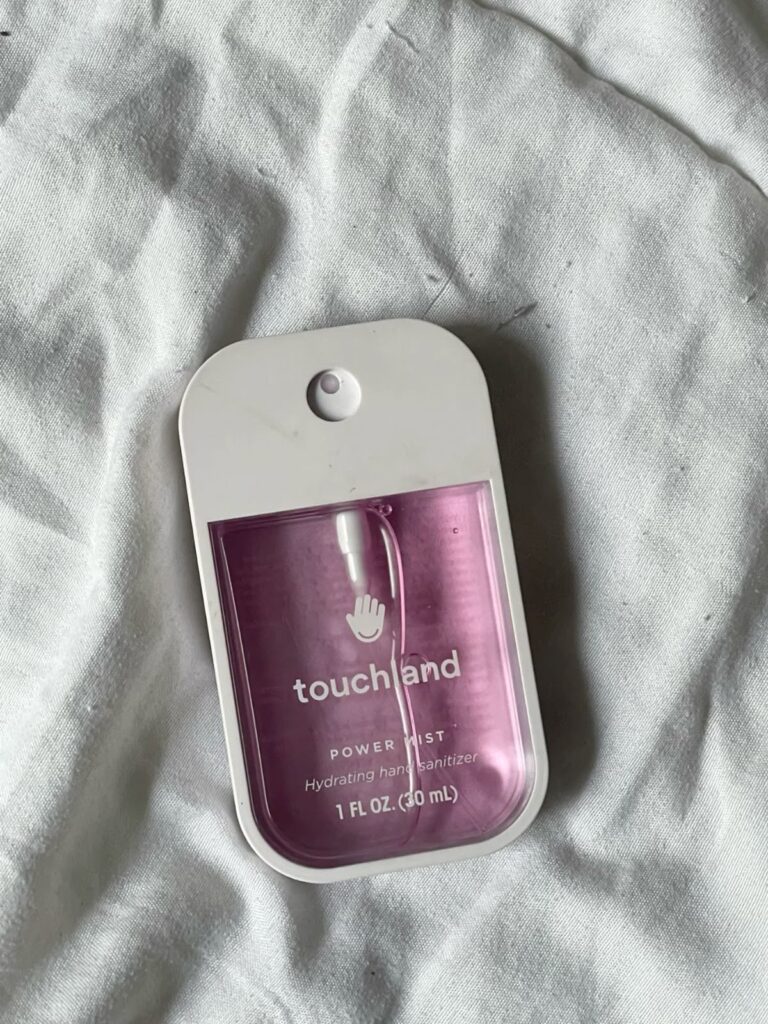 touchland
POWER MIST
Hydrating hand sanitizer
1 FL OZ. (30 mL)